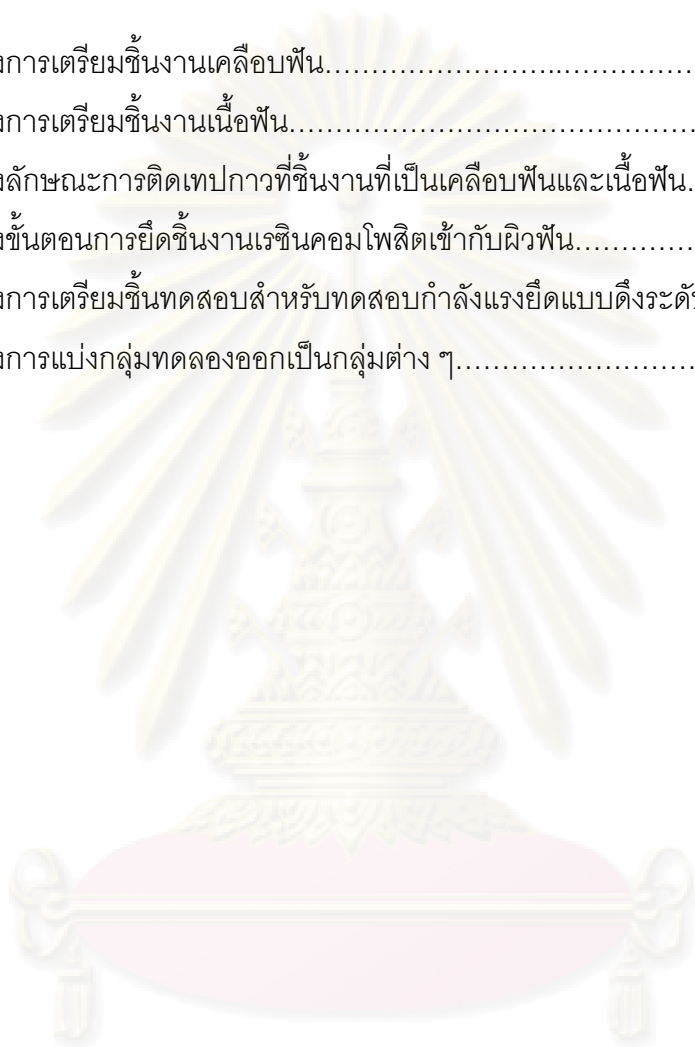 งการเตรียมชิ้นงานเคลือบฟัน……………………..……………
งการเตรียมชิ้นงานเนื้อฟัน……………………………………
งลักษณะการติดเทปกาวที่ชิ้นงานที่เป็นเคลือบฟันและเนื้อฟัน..
งขั้นตอนการยึดชิ้นงานเรซินคอมโพสิตเข้ากับผิวฟัน……………
งการเตรียมชิ้นทดสอบสำหรับทดสอบกำลังแรงยึดแบบดึงระดับ
งการแบ่งกลุ่มทดลองออกเป็นกลุ่มต่าง ๆ………………………